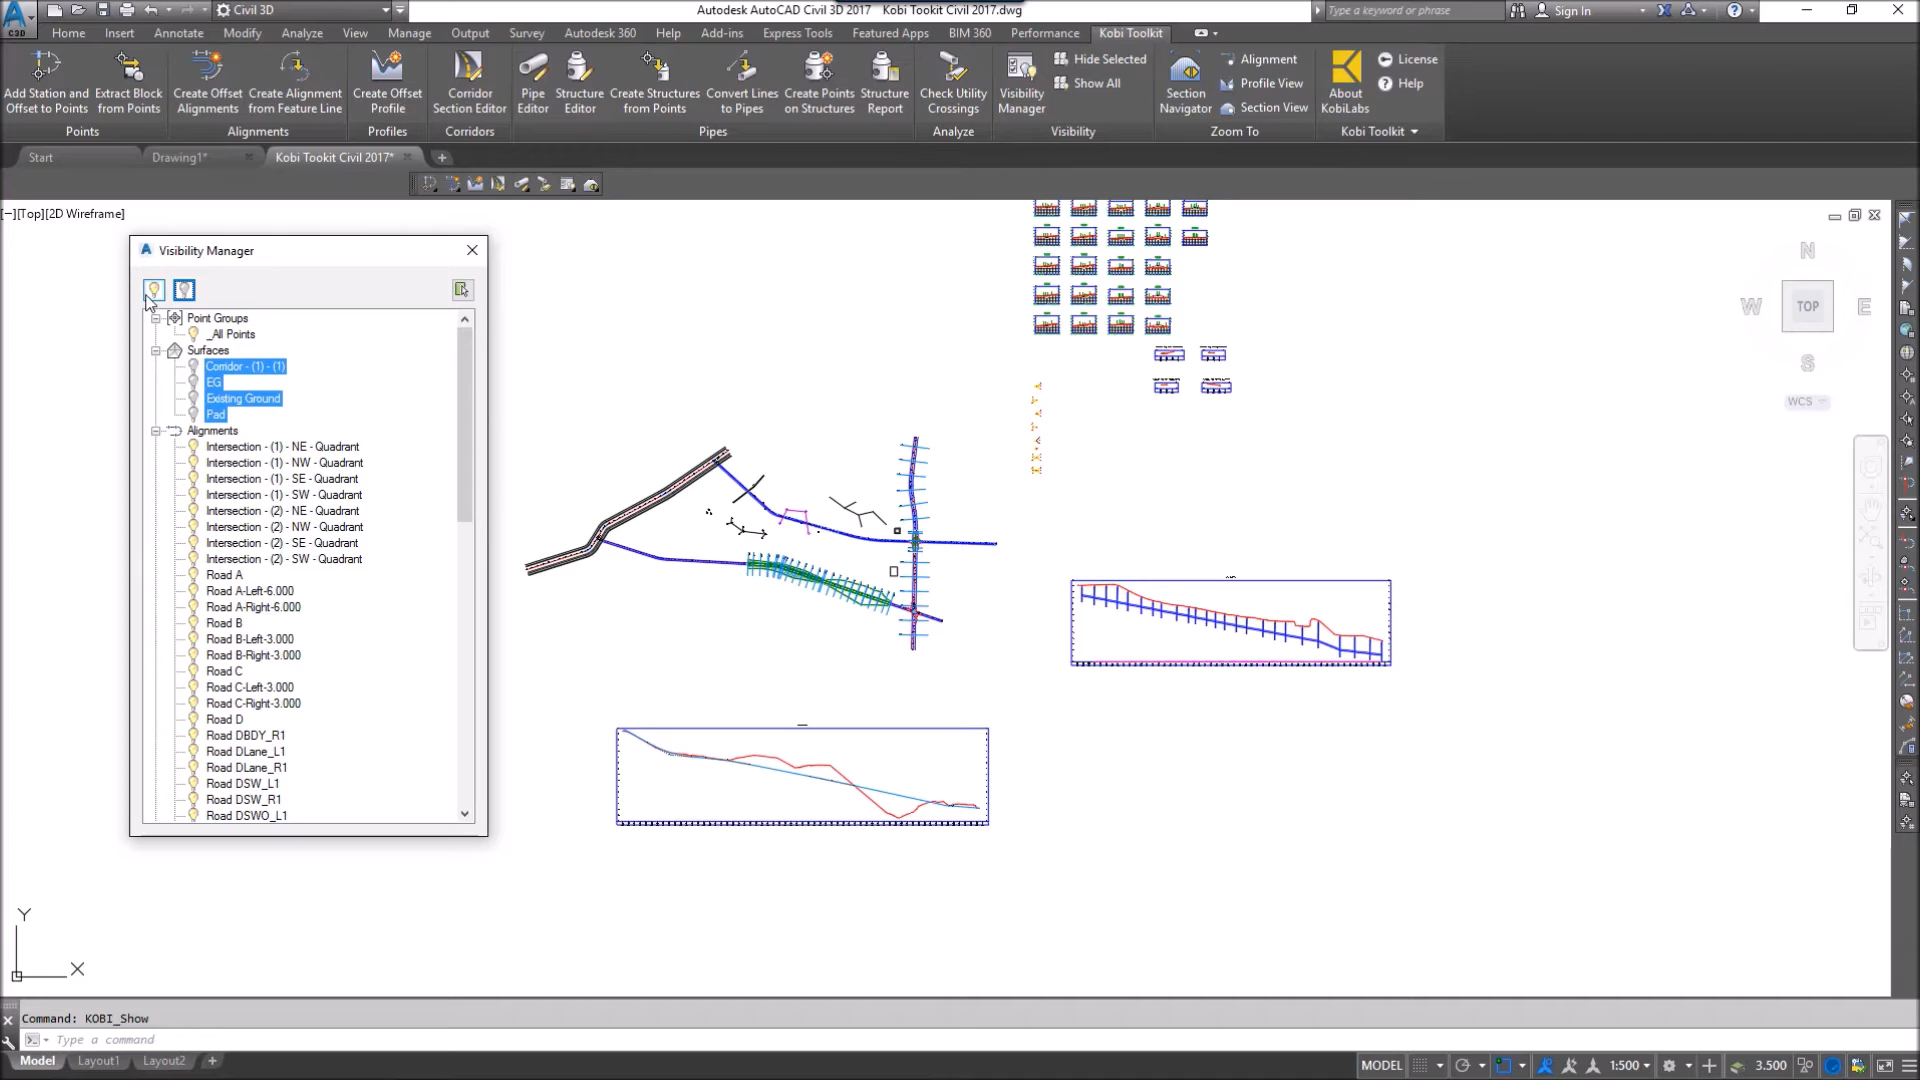 Civil 3D
Autodesk AutoCAD Civil 3D 2017 Kobi Tookit Civil 2017.dwg
Type a keyword or phrase
Sign In
C3D
Home
Insert
Annotate
Modify
Analyze
View
Manage
Output
Survey
Autodesk 360
Help
Add-ins
Express Tools
Featured Apps
BIM 360
Performance
Kobi Toolkit
Add Station and
Offset to Points
Extract Block
from Points
Create Offset
Alignments
Create Alignment
from Feature Line
Create Offset
Profile
Corridor
Section Editor
Pipe
Editor
Structure
Editor
Create Structures
from Points
Convert Lines
to Pipes
Create Points
on Structures
Structure
Report
Check Utility
Crossings
Visibility
Manager
Hide Selected
Show All
Section
Navigator
Alignment
Profile View
Section View
About
KobiLabs
License
Help
Points
Alignments
Profiles
Corridors
Pipes
Analyze
Visibility
Zoom To
Kobi Toolkit
Start
Drawing1*
Kobi Tookit Civil 2017*
[−][Top][2D Wireframe]
Visibility Manager
Point Groups
_All Points
Surfaces
Corridor - (1) - (1)
EG
Existing Ground
Pad
Alignments
Intersection - (1) - NE - Quadrant
Intersection - (1) - NW - Quadrant
Intersection - (1) - SE - Quadrant
Intersection - (1) - SW - Quadrant
Intersection - (2) - NE - Quadrant
Intersection - (2) - NW - Quadrant
Intersection - (2) - SE - Quadrant
Intersection - (2) - SW - Quadrant
Road A
Road A-Left-6.000
Road A-Right-6.000
Road B
Road B-Left-3.000
Road B-Right-3.000
Road C
Road C-Left-3.000
Road C-Right-3.000
Road D
Road DBDY_R1
Road DLane_L1
Road DLane_R1
Road DSW_L1
Road DSW_R1
Road DSWO_L1
N
W
TOP
E
S
WCS
Y
X
Command: KOBI_Show
Type a command
Model
Layout1
Layout2
MODEL
1:500
3.500